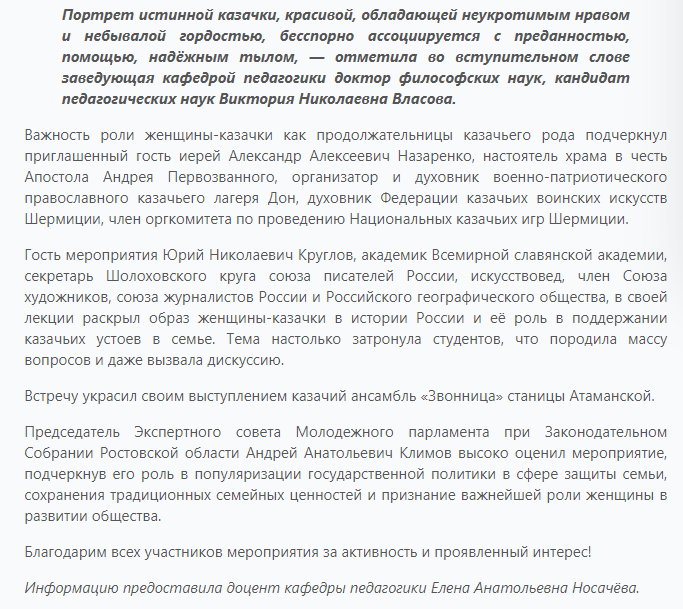 Портрет истинной казачки, красивой, обладающей неукротимым нравом
и небывалой гордостью, бесспорно ассоциируется с преданностью,
помощью, надёжным тылом, — отметила во вступительном слове
заведующая кафедрой педагогики доктор философских наук, кандидат
педагогических наук Виктория Николаевна Власова.
Важность роли женщины-казачки как продолжательницы казачьего рода подчеркнул
приглашенный гость иерей Александр Алексеевич Назаренко, настоятель храма в честь
Апостола Андрея Первозванного, организатор и духовник военно-патриотического
православного казачьего лагеря Дон, духовник Федерации казачьих воинских искусств
Шермиции, член оргкомитета по проведению Национальных казачьих игр Шермиции.
Гость мероприятия Юрий Николаевич Круглов, академик Всемирной славянской академии,
секретарь Шолоховского круга союза писателей России, искусствовед, член Союза
художников, союза журналистов России и Российского географического общества, в своей
лекции раскрыл образ женщины-казачки в истории России и её роль в поддержании
казачьих устоев в семье. Тема настолько затронула студентов, что породила массу
вопросов и даже вызвала дискуссию.
Встречу украсил своим выступлением казачий ансамбль «Звонница» станицы Атаманской.
Председатель Экспертного совета Молодежного парламента при Законодательном
Собрании Ростовской области Андрей Анатольевич Климов высоко оценил мероприятие,
подчеркнув его роль в популяризации государственной политики в сфере защиты семьи,
сохранения традиционных семейных ценностей и признание важнейшей роли женщины в
развитии общества.
Благодарим всех участников мероприятия за активность и проявленный интерес!
Информацию предоставила доцент кафедры педагогики Елена Анатольевна Носачёва.